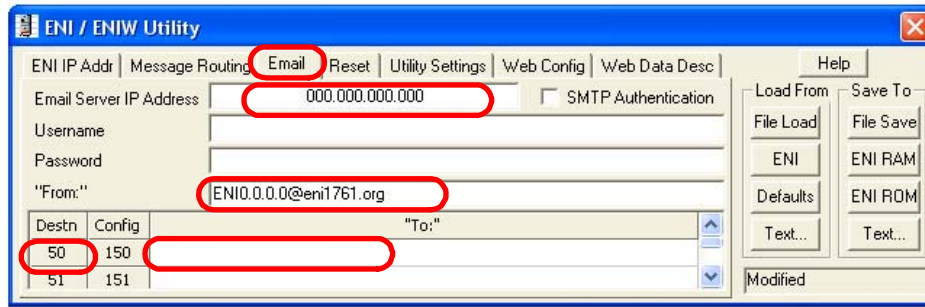 ENI / ENIW Utility
ENI IP Addr Message Routing Email Reset Utility Settings Web Config Web Data Desc
Help
Email Server IP Address 000.000.000.000 SMTP Authentication
Username
Password
"From:" ENI0.0.0.0@eni1761.org
Destn Config "To:"
50 150
51 151
Load From Save To
File Load File Save
ENI ENI RAM
Defaults ENI ROM
Text... Text...
Modified